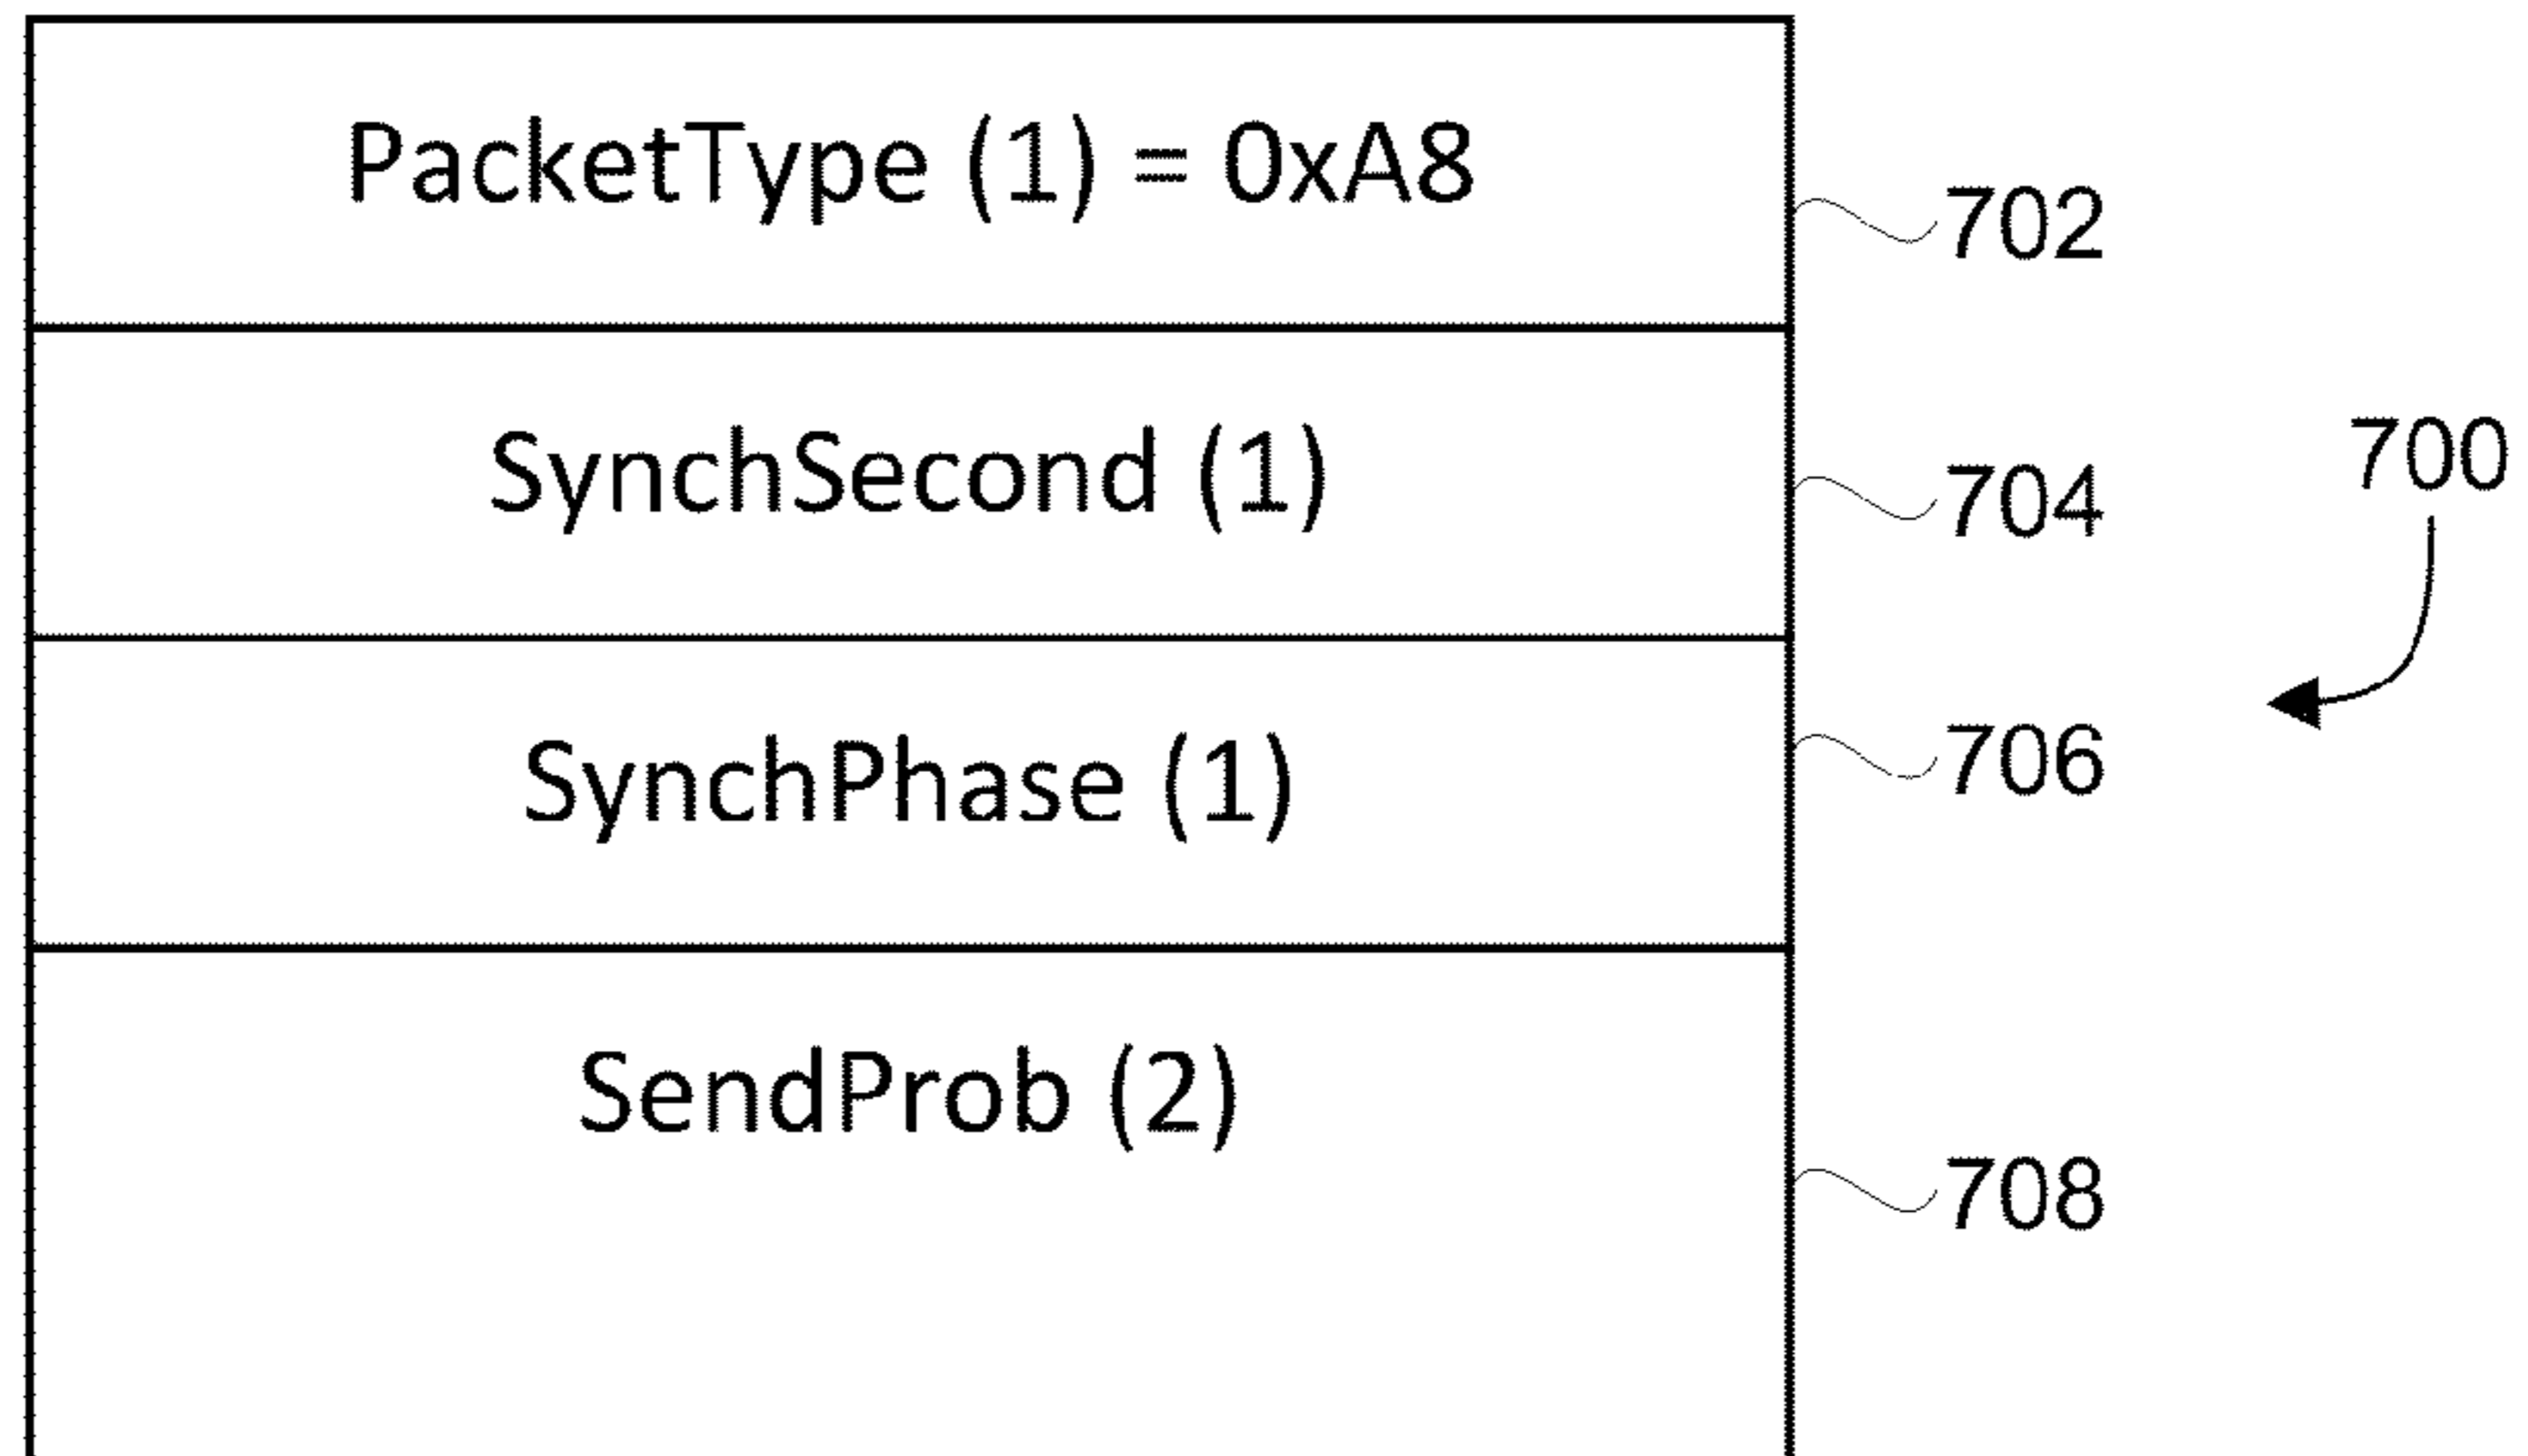 PacketType (1) = 0xA8
702
SynchSecond (1)
704
700
SynchPhase (1)
706
SendProb (2)
708